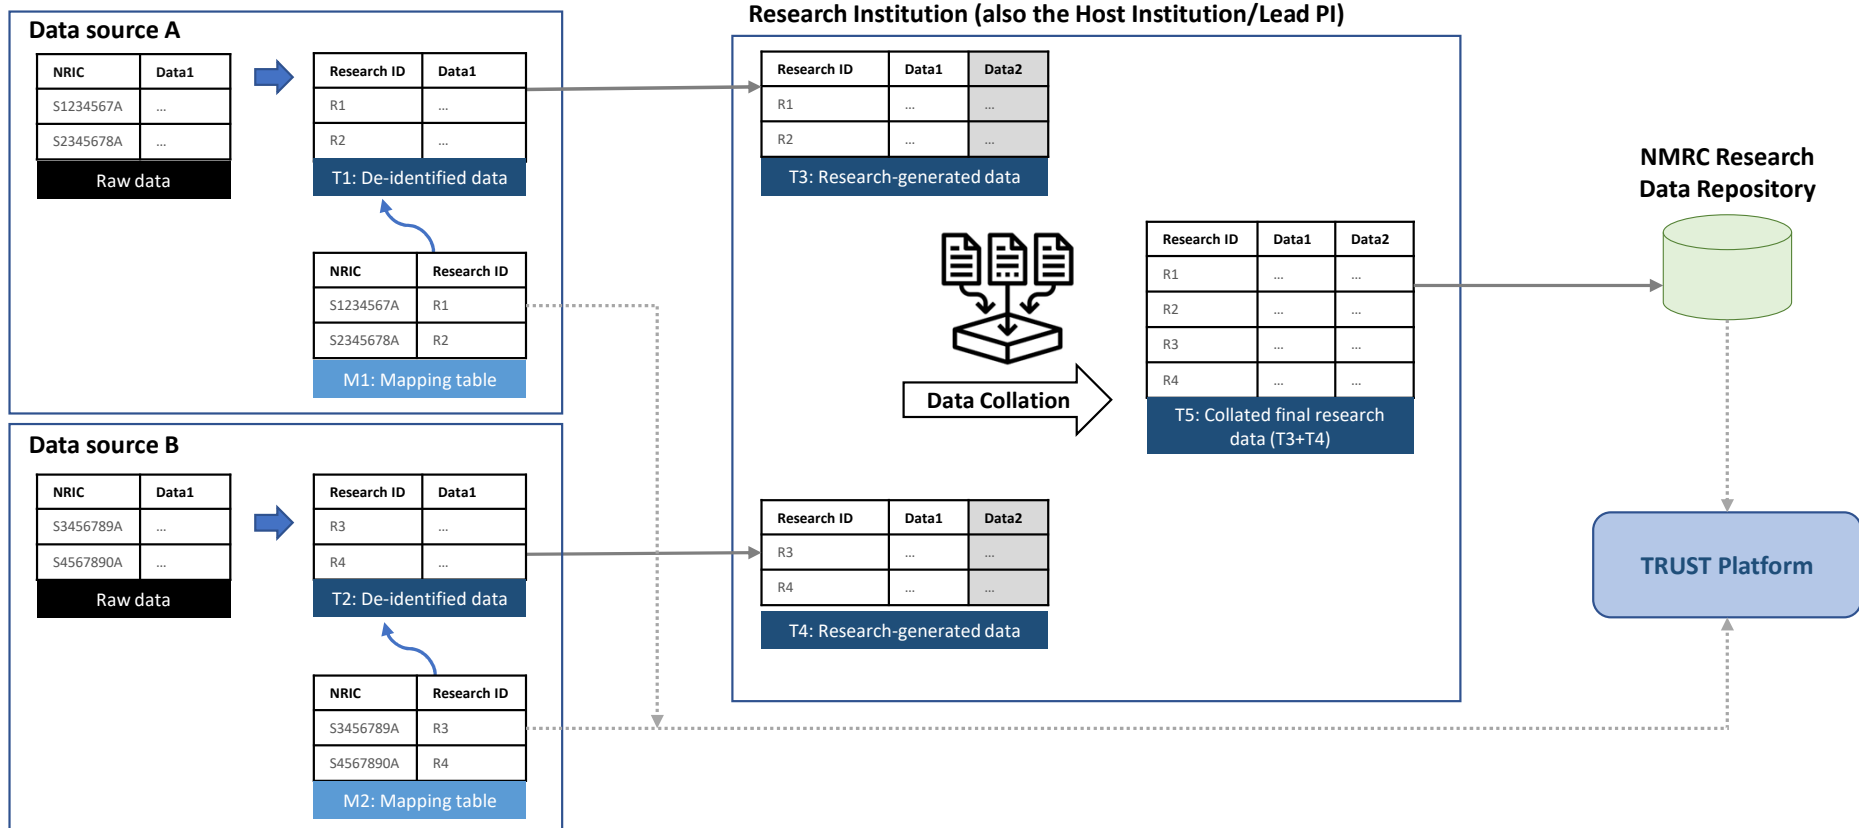 Research Institution (also the Host Institution/Lead PI)
Data source A
NRIC Data1
S1234567A ...
S2345678A ...
Raw data
Research ID Data1
R1 ...
R2 ...
T1: De-identified data
NRIC Research ID
S1234567A R1
S2345678A R2
M1: Mapping table
Data source B
NRIC Data1
S3456789A ...
S4567890A ...
Raw data
Research ID Data1
R3 ...
R4 ...
T2: De-identified data
NRIC Research ID
S3456789A R3
S4567890A R4
M2: Mapping table
Research ID Data1 Data2
R1 ... ...
R2 ... ...
T3: Research-generated data
Data Collation
Research ID Data1 Data2
R3 ... ...
R4 ... ...
T4: Research-generated data
Research ID Data1 Data2
R1 ... ...
R2 ... ...
R3 ... ...
R4 ... ...
T5: Collated final research
data (T3+T4)
NMRC Research
Data Repository
TRUST Platform